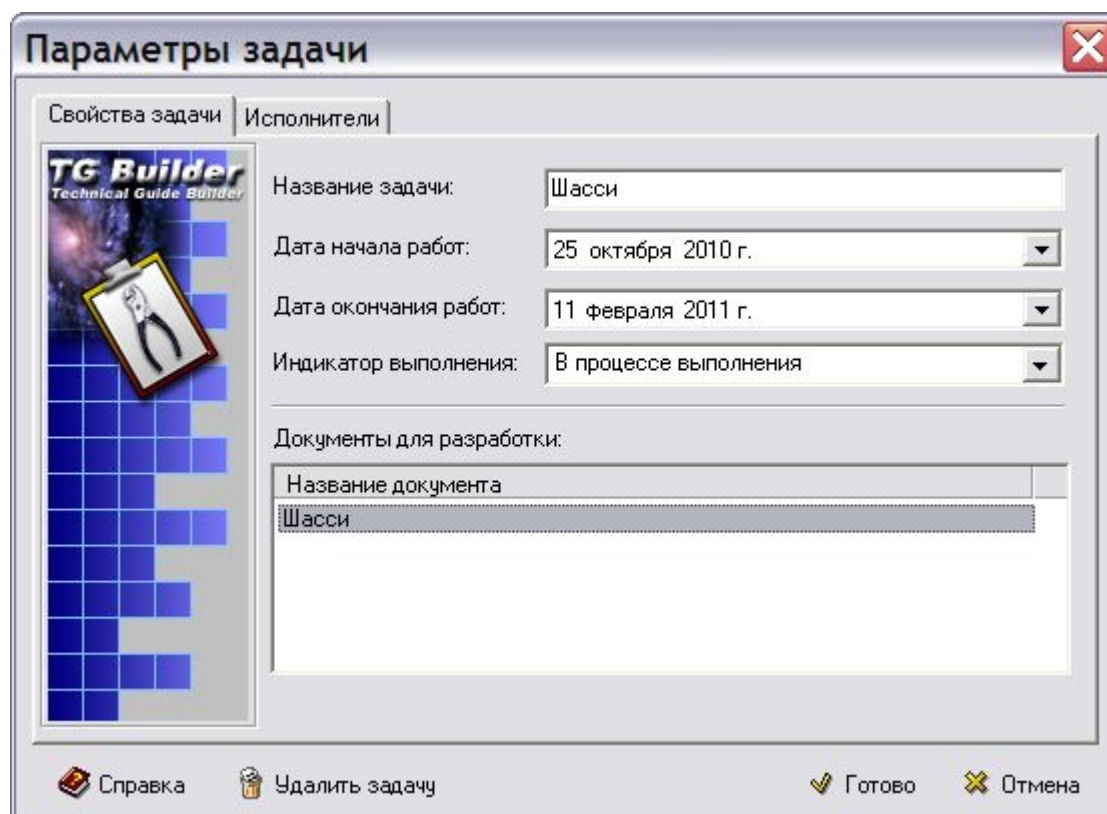 Параметры задачи
Свойства задачи
Исполнители
TG Builder
Technical Guide Builder
Название задачи:
Шасси
Дата начала работ:
25 октября 2010 г.
Дата окончания работ:
11 февраля 2011 г.
Индикатор выполнения:
В процессе выполнения
Документы для разработки:
Название документа
Шасси
Справка
Удалить задачу
Готово
Отмена